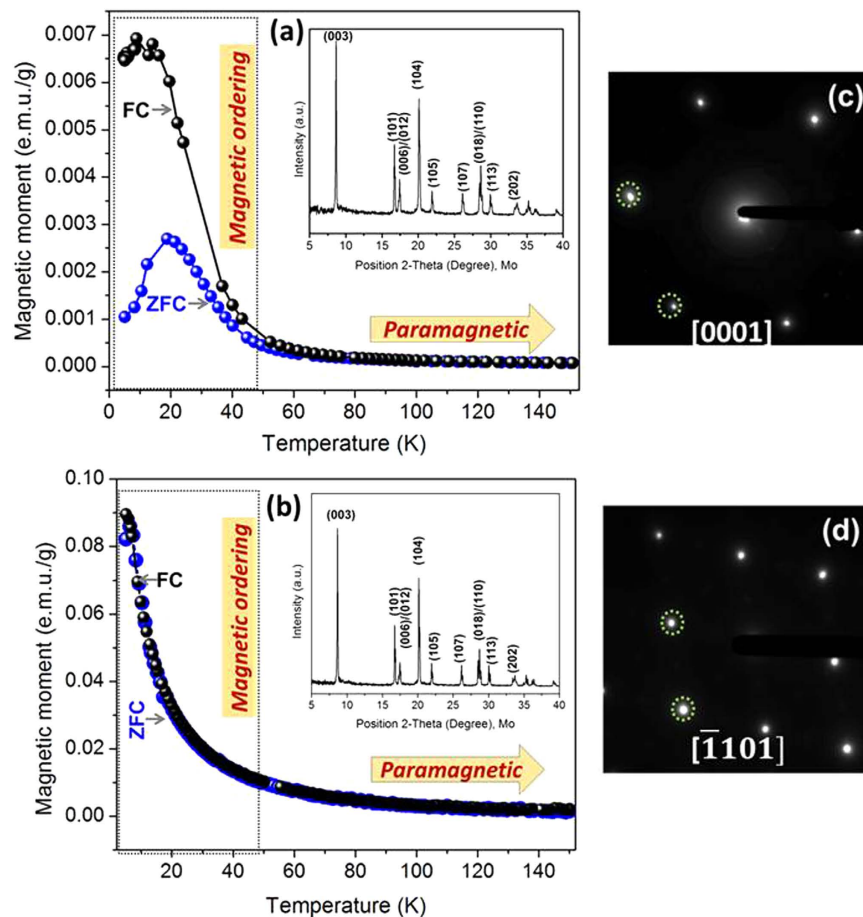 (a)
0.007
0.006
0.005
0.004
0.003
0.002
0.001
0.000
Magnetic moment (e.m.u./g)
FC
ZFC
Magnetic ordering
Paramagnetic
0 20 40 60 80 100 120 140
Temperature (K)
Intensity (a.u.)
(003)
(101)
(006)/(012)
(104)
(105)
(107)
(018)/(110)
(113)
(202)
5 10 15 20 25 30 35 40
Position 2-Theta (Degree), Mo
(c)
[0001]
(b)
0.10
0.08
0.06
0.04
0.02
0.00
Magnetic moment (e.m.u./g)
FC
ZFC
Magnetic ordering
Paramagnetic
20 40 60 80 100 120 140
Temperature (K)
Intensity (a.u.)
(003)
(101)
(006)/(012)
(104)
(105)
(107)
(018)/(110)
(113)
(202)
5 10 15 20 25 30 35 40
Position 2-Theta (Degree), Mo
(d)
[1̅101]